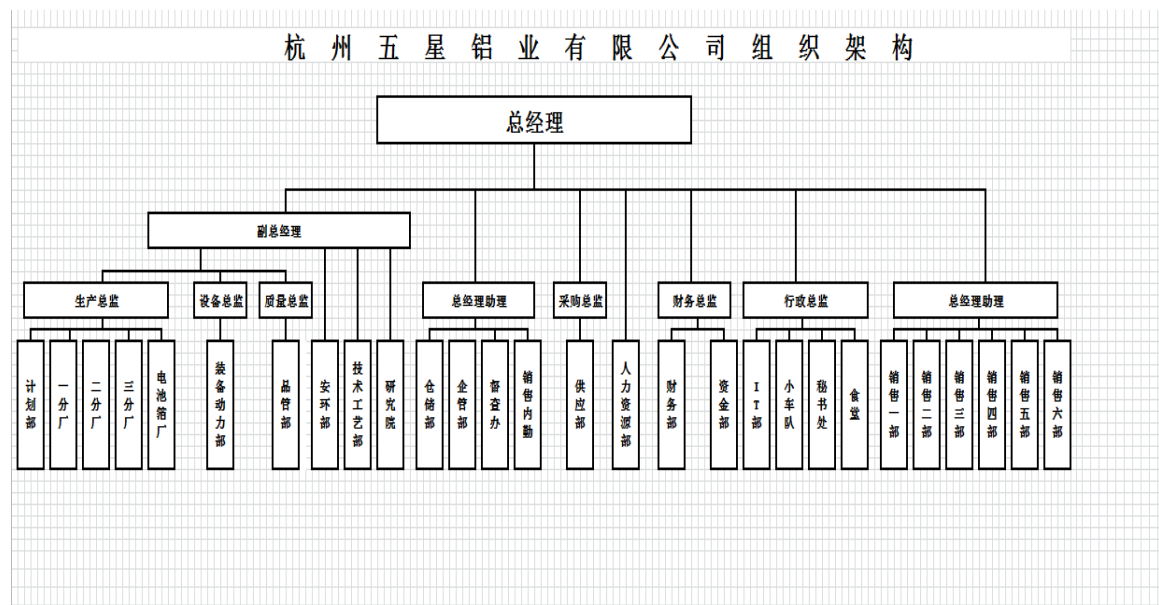 杭州五星铝业有限公司组织架构
总经理
副总经理
生产总监
设备总监
质量总监
总经理助理
采购总监
财务总监
行政总监
总经理助理
计划部
一分厂
二分厂
三分厂
电池箔厂
装备动力部
品管部
安环部
技术工艺部
研究院
仓储部
企管部
督查办
销售内勤
供应部
人力资源部
财务部
资金部
IT部
小车队
秘书处
食堂
销售一部
销售二部
销售三部
销售四部
销售五部
销售六部